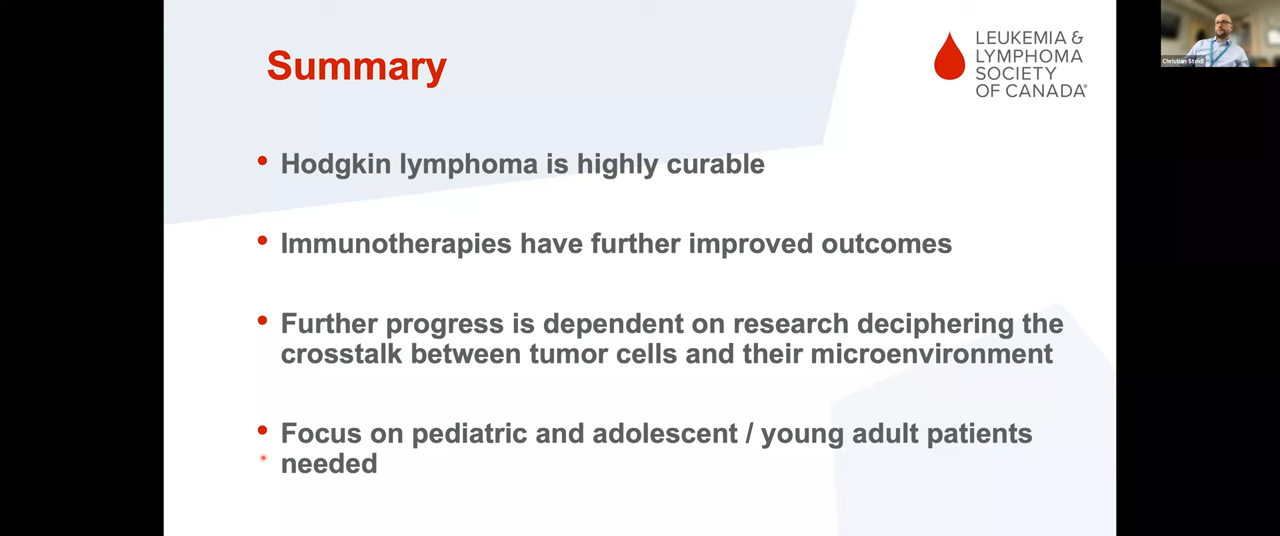 Summary
LEUKEMIA &
LYMPHOMA
SOCIETY
OF CANADA®
Christian Steidl
• Hodgkin lymphoma is highly curable
• Immunotherapies have further improved outcomes
• Further progress is dependent on research deciphering the
crosstalk between tumor cells and their microenvironment
• Focus on pediatric and adolescent / young adult patients
needed